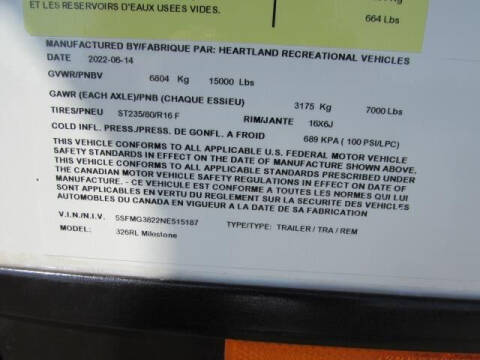 ET LES RESERVOIRS D'EAUX USEES VIDES.
664 Lbs
MANUFACTURED BY/FABRIQUE PAR: HEARTLAND RECREATIONAL VEHICLES
DATE 2022-06-14
GVWR/PNBV 6804 Kg 15000 Lbs
GAWR (EACH AXLE)/PNB (CHAQUE ESSIEU) 3175 Kg 7000 Lbs
TIRES/PNEU ST235/80/R16 F RIM/JANTE 16X6J
COLD INFL. PRESS./PRESS. DE GONFL. A FROID 689 KPA ( 100 PSI/LPC)
THIS VEHICLE CONFORMS TO ALL APPLICABLE U.S. FEDERAL MOTOR VEHICLE
SAFETY STANDARDS IN EFFECT ON THE DATE OF MANUFACTURE SHOWN ABOVE.
THIS VEHICLE CONFORMS TO ALL APPLICABLE STANDARDS PRESCRIBED UNDER
THE CANADIAN MOTOR VEHICLE SAFETY REGULATIONS IN EFFECT ON DATE OF
MANUFACTURE. - CE VEHICULE EST CONFORME A TOUTES LES NORMES QUI LUI
SONT APPLICABLES EN VERTU DU REGLEMENT SUR LA SECURITE DES VEHICLES
AUTOMOBILES DU CANADA EN VIGUEUR A LA DATE DE SA FABRICATION
V.I.N./N.I.V. 5SFMG3822NE515187 TYPE/TYPE: TRAILER / TRA / REM
MODEL: 326RL Milestone